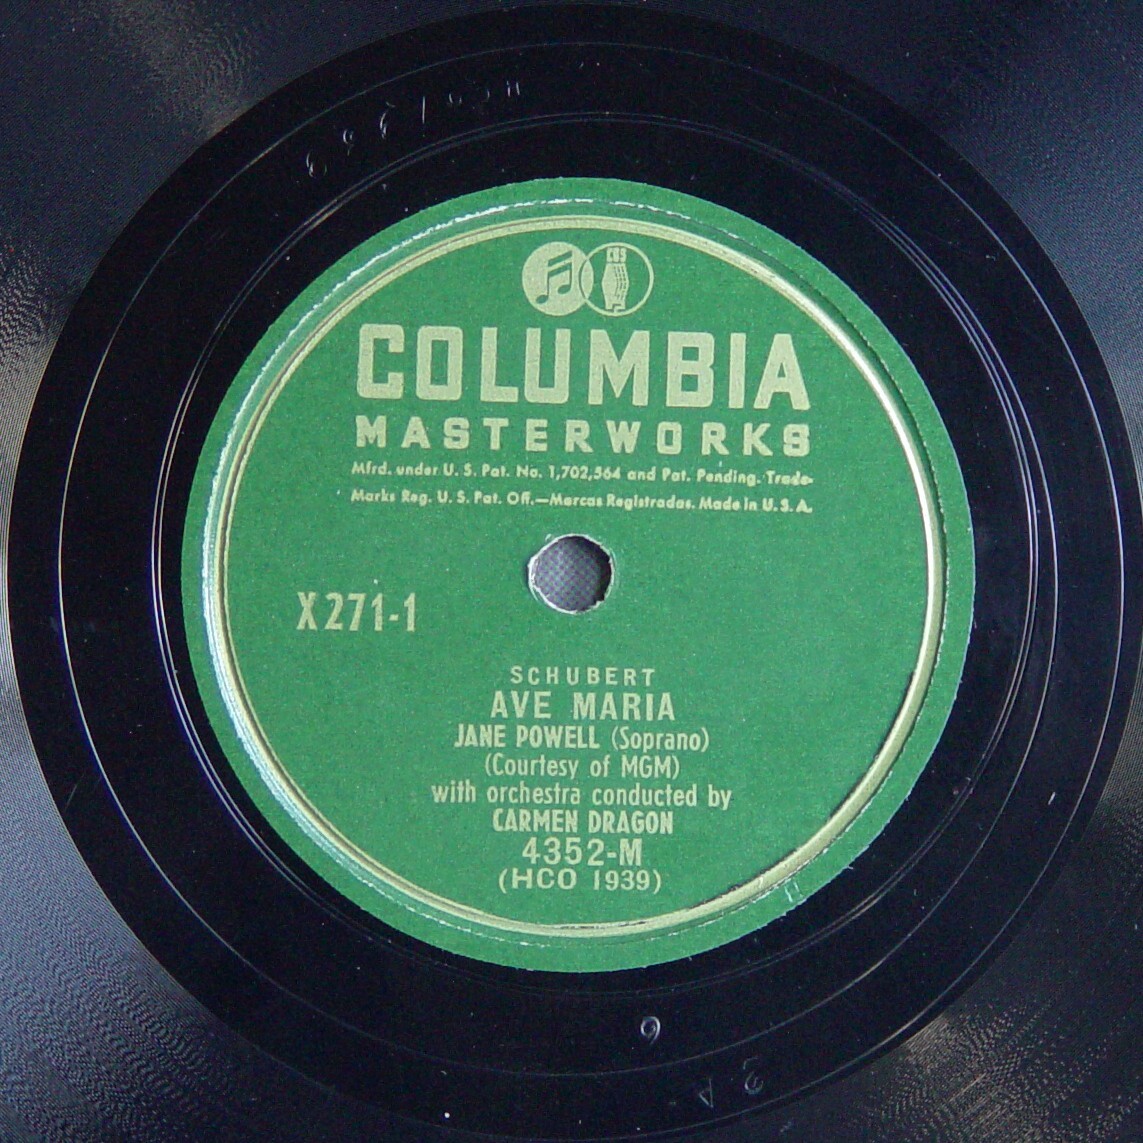 CBS
COLUMBIA
MASTERWORKS
Mfrd. under U. S. Pat. No. 1,702,564 and Pat. Pending. Trade-
Marks Reg. U. S. Pat. Off.—Marcas Registradas. Made in U. S. A.
X271-1
SCHUBERT
AVE MARIA
JANE POWELL (Soprano)
(Courtesy of MGM)
with orchestra conducted by
CARMEN DRAGON
4352-M
(HCO 1939)